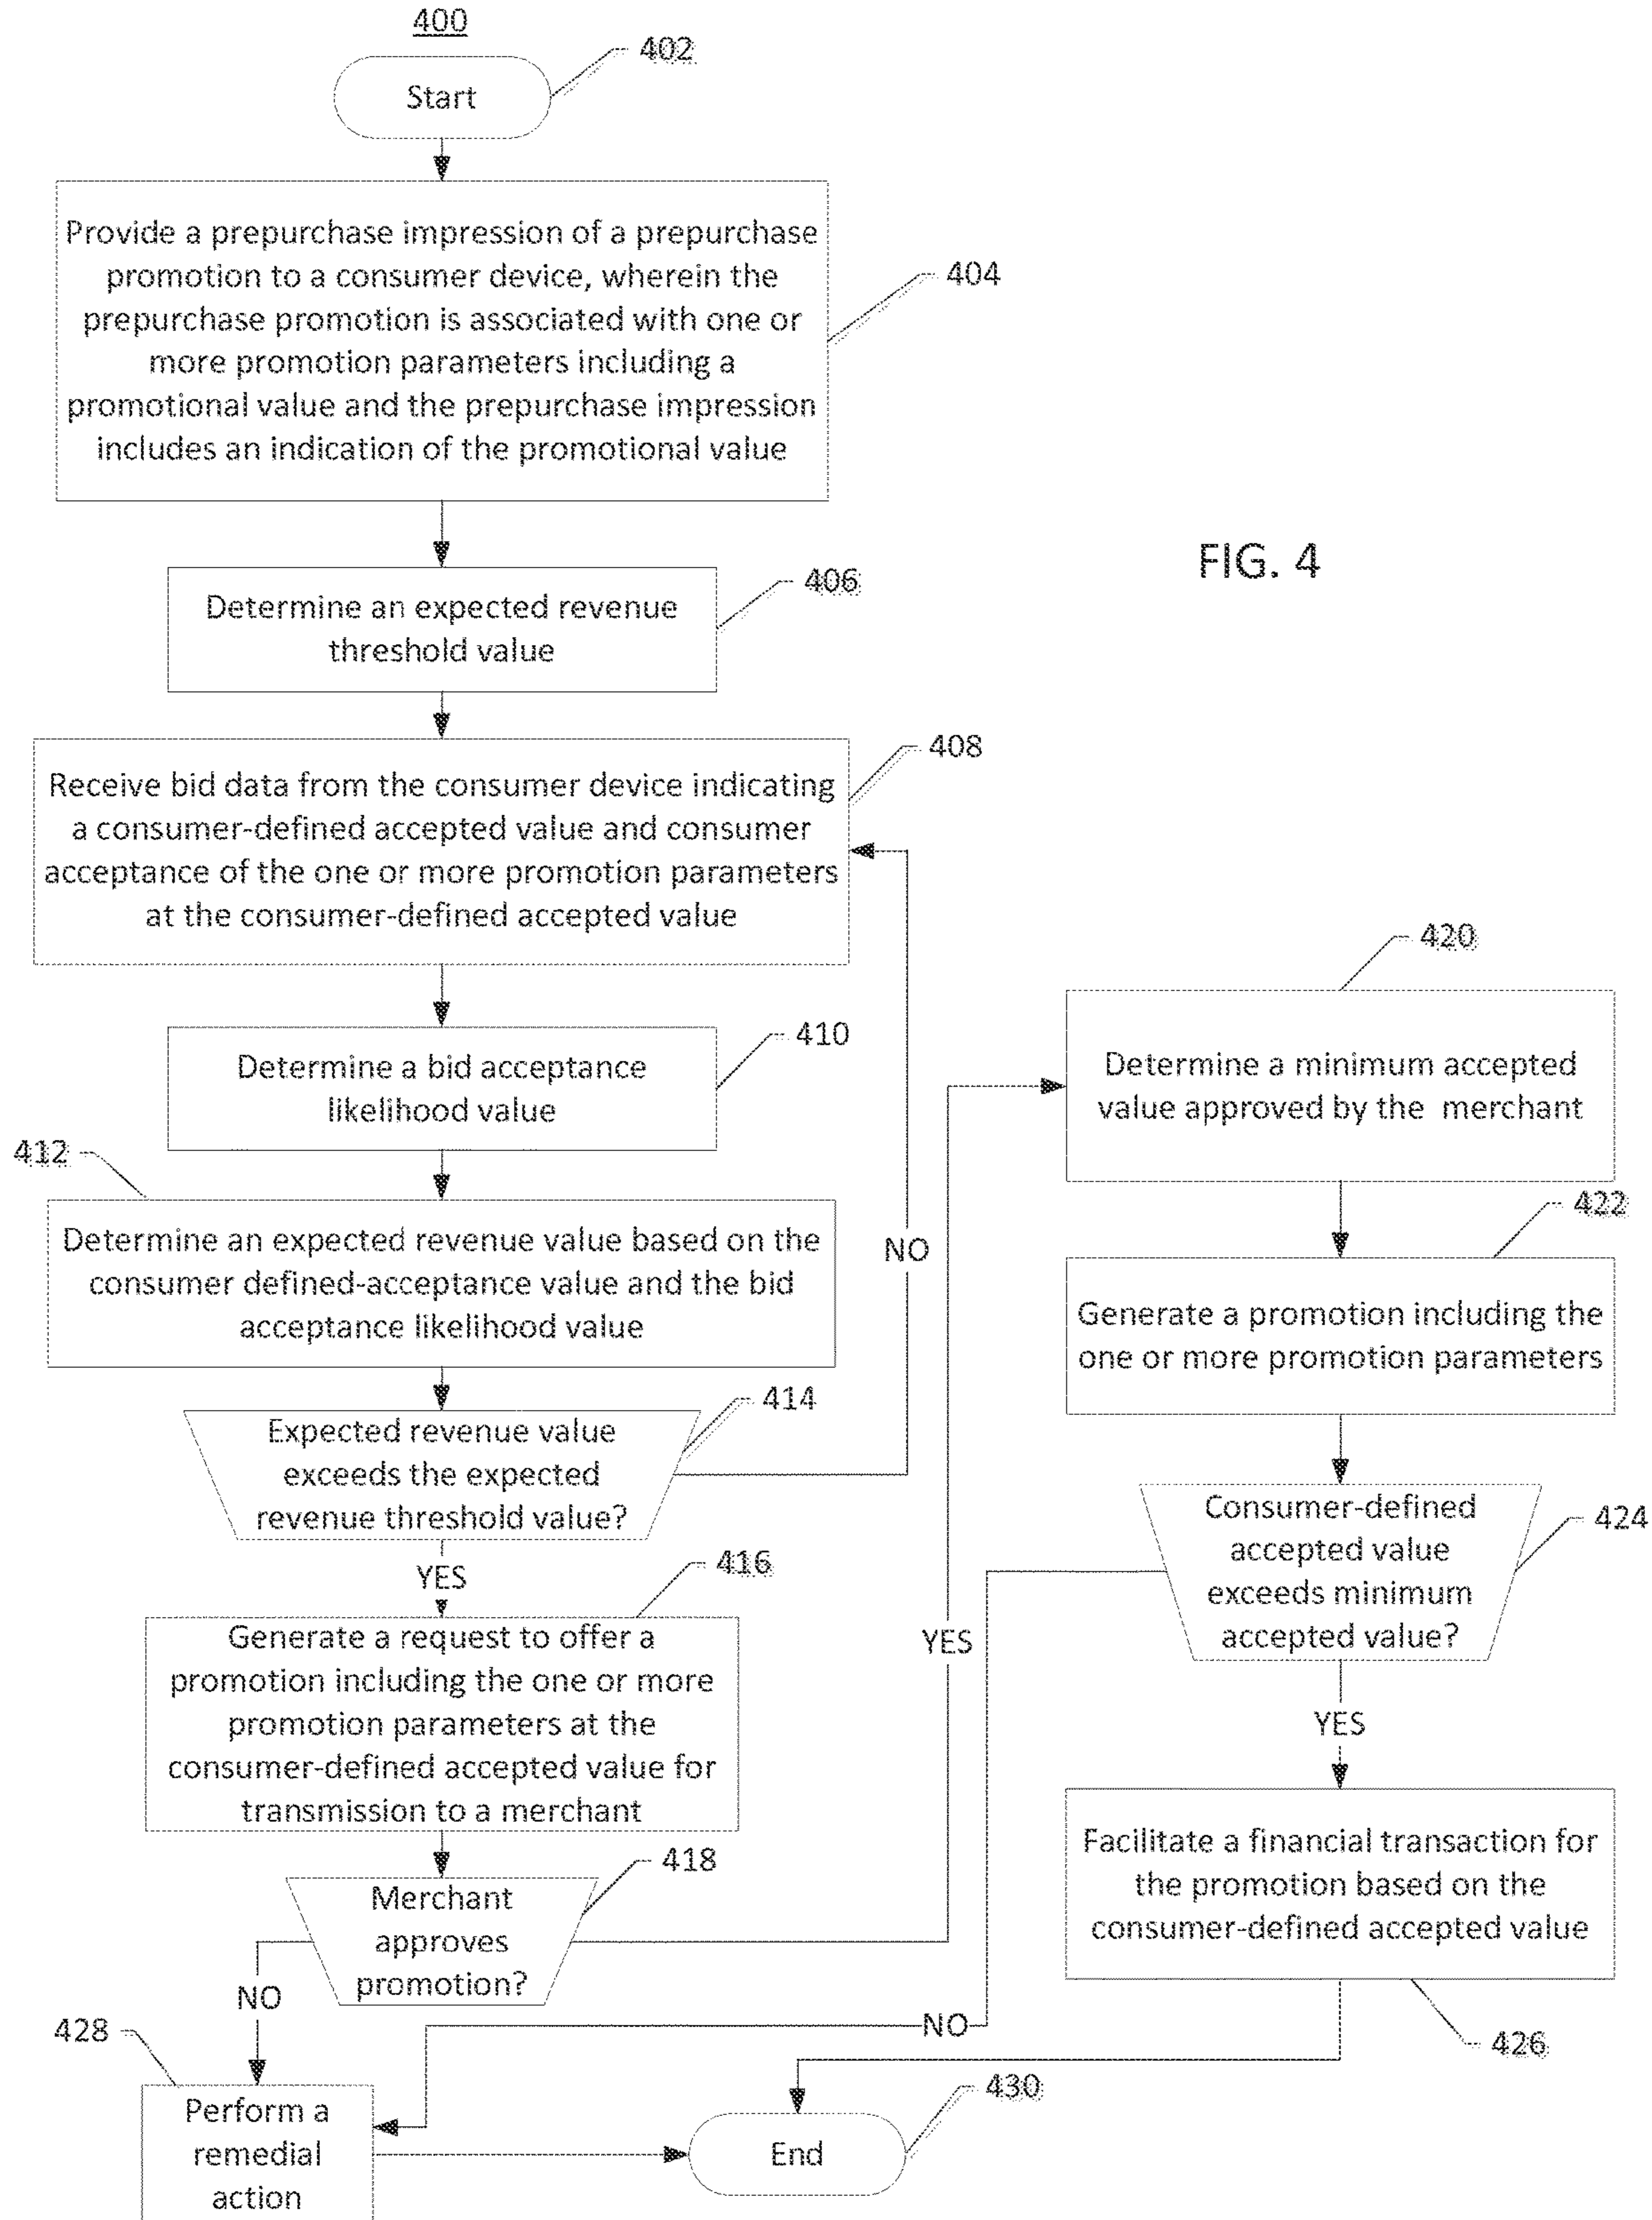 400
402
Start
Provide a prepurchase impression of a prepurchase
promotion to a consumer device, wherein the
prepurchase promotion is associated with one or
more promotion parameters including a
promotional value and the prepurchase impression
includes an indication of the promotional value
404
FIG. 4
406
Determine an expected revenue
threshold value
408
Receive bid data from the consumer device indicating
a consumer-defined accepted value and consumer
acceptance of the one or more promotion parameters
at the consumer-defined accepted value
410
Determine a bid acceptance
likelihood value
412
Determine an expected revenue value based on the
consumer defined-acceptance value and the bid
acceptance likelihood value
NO
414
Expected revenue value
exceeds the expected
revenue threshold value?
YES
416
Generate a request to offer a
promotion including the one or more
promotion parameters at the
consumer-defined accepted value for
transmission to a merchant
418
Merchant
approves
promotion?
YES
NO
420
Determine a minimum accepted
value approved by the merchant
422
Generate a promotion including the
one or more promotion parameters
Consumer-defined
accepted value
exceeds minimum
accepted value?
424
YES
Facilitate a financial transaction for
the promotion based on the
consumer-defined accepted value
426
NO
428
Perform a
remedial
action
430
End